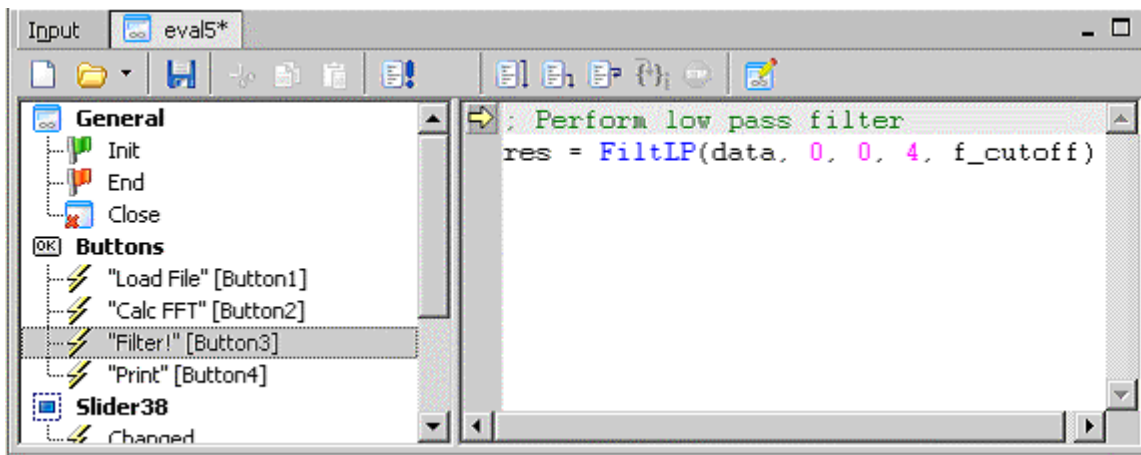 Input eval5*
General
Init
End
Close
OK Buttons
"Load File" [Button1]
"Calc FFT" [Button2]
"Filter!" [Button3]
"Print" [Button4]
Slider38
Changed
; Perform low pass filter
res = FiltLP(data, 0, 0, 4, f_cutoff)